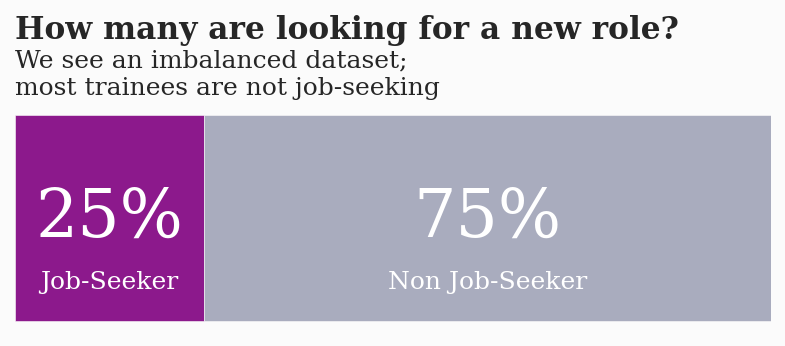 How many are looking for a new role?
We see an imbalanced dataset;
most trainees are not job-seeking
25%
Job-Seeker
75%
Non Job-Seeker